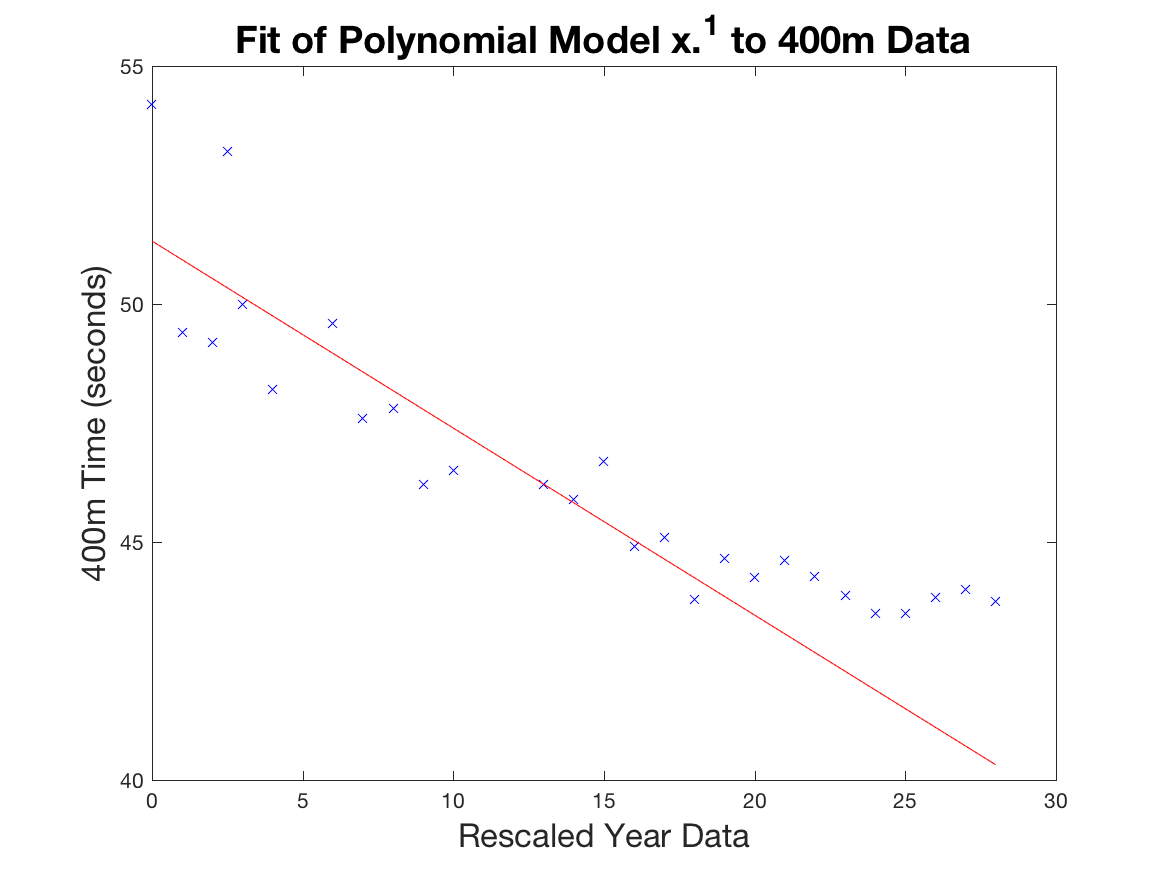 Fit of Polynomial Model x.1 to 400m Data
55
50
45
40
400m Time (seconds)
0 5 10 15 20 25 30
Rescaled Year Data